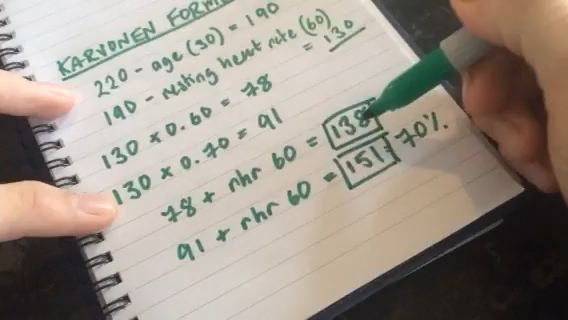 KARVONEN FORM
220 - age (30) = 190
190 - resting heart rate (60)
= 130
130 x 0.60 = 78
130 x 0.70 = 91
78 + rhr 60 = 138
91 + rhr 60 = 151 70%